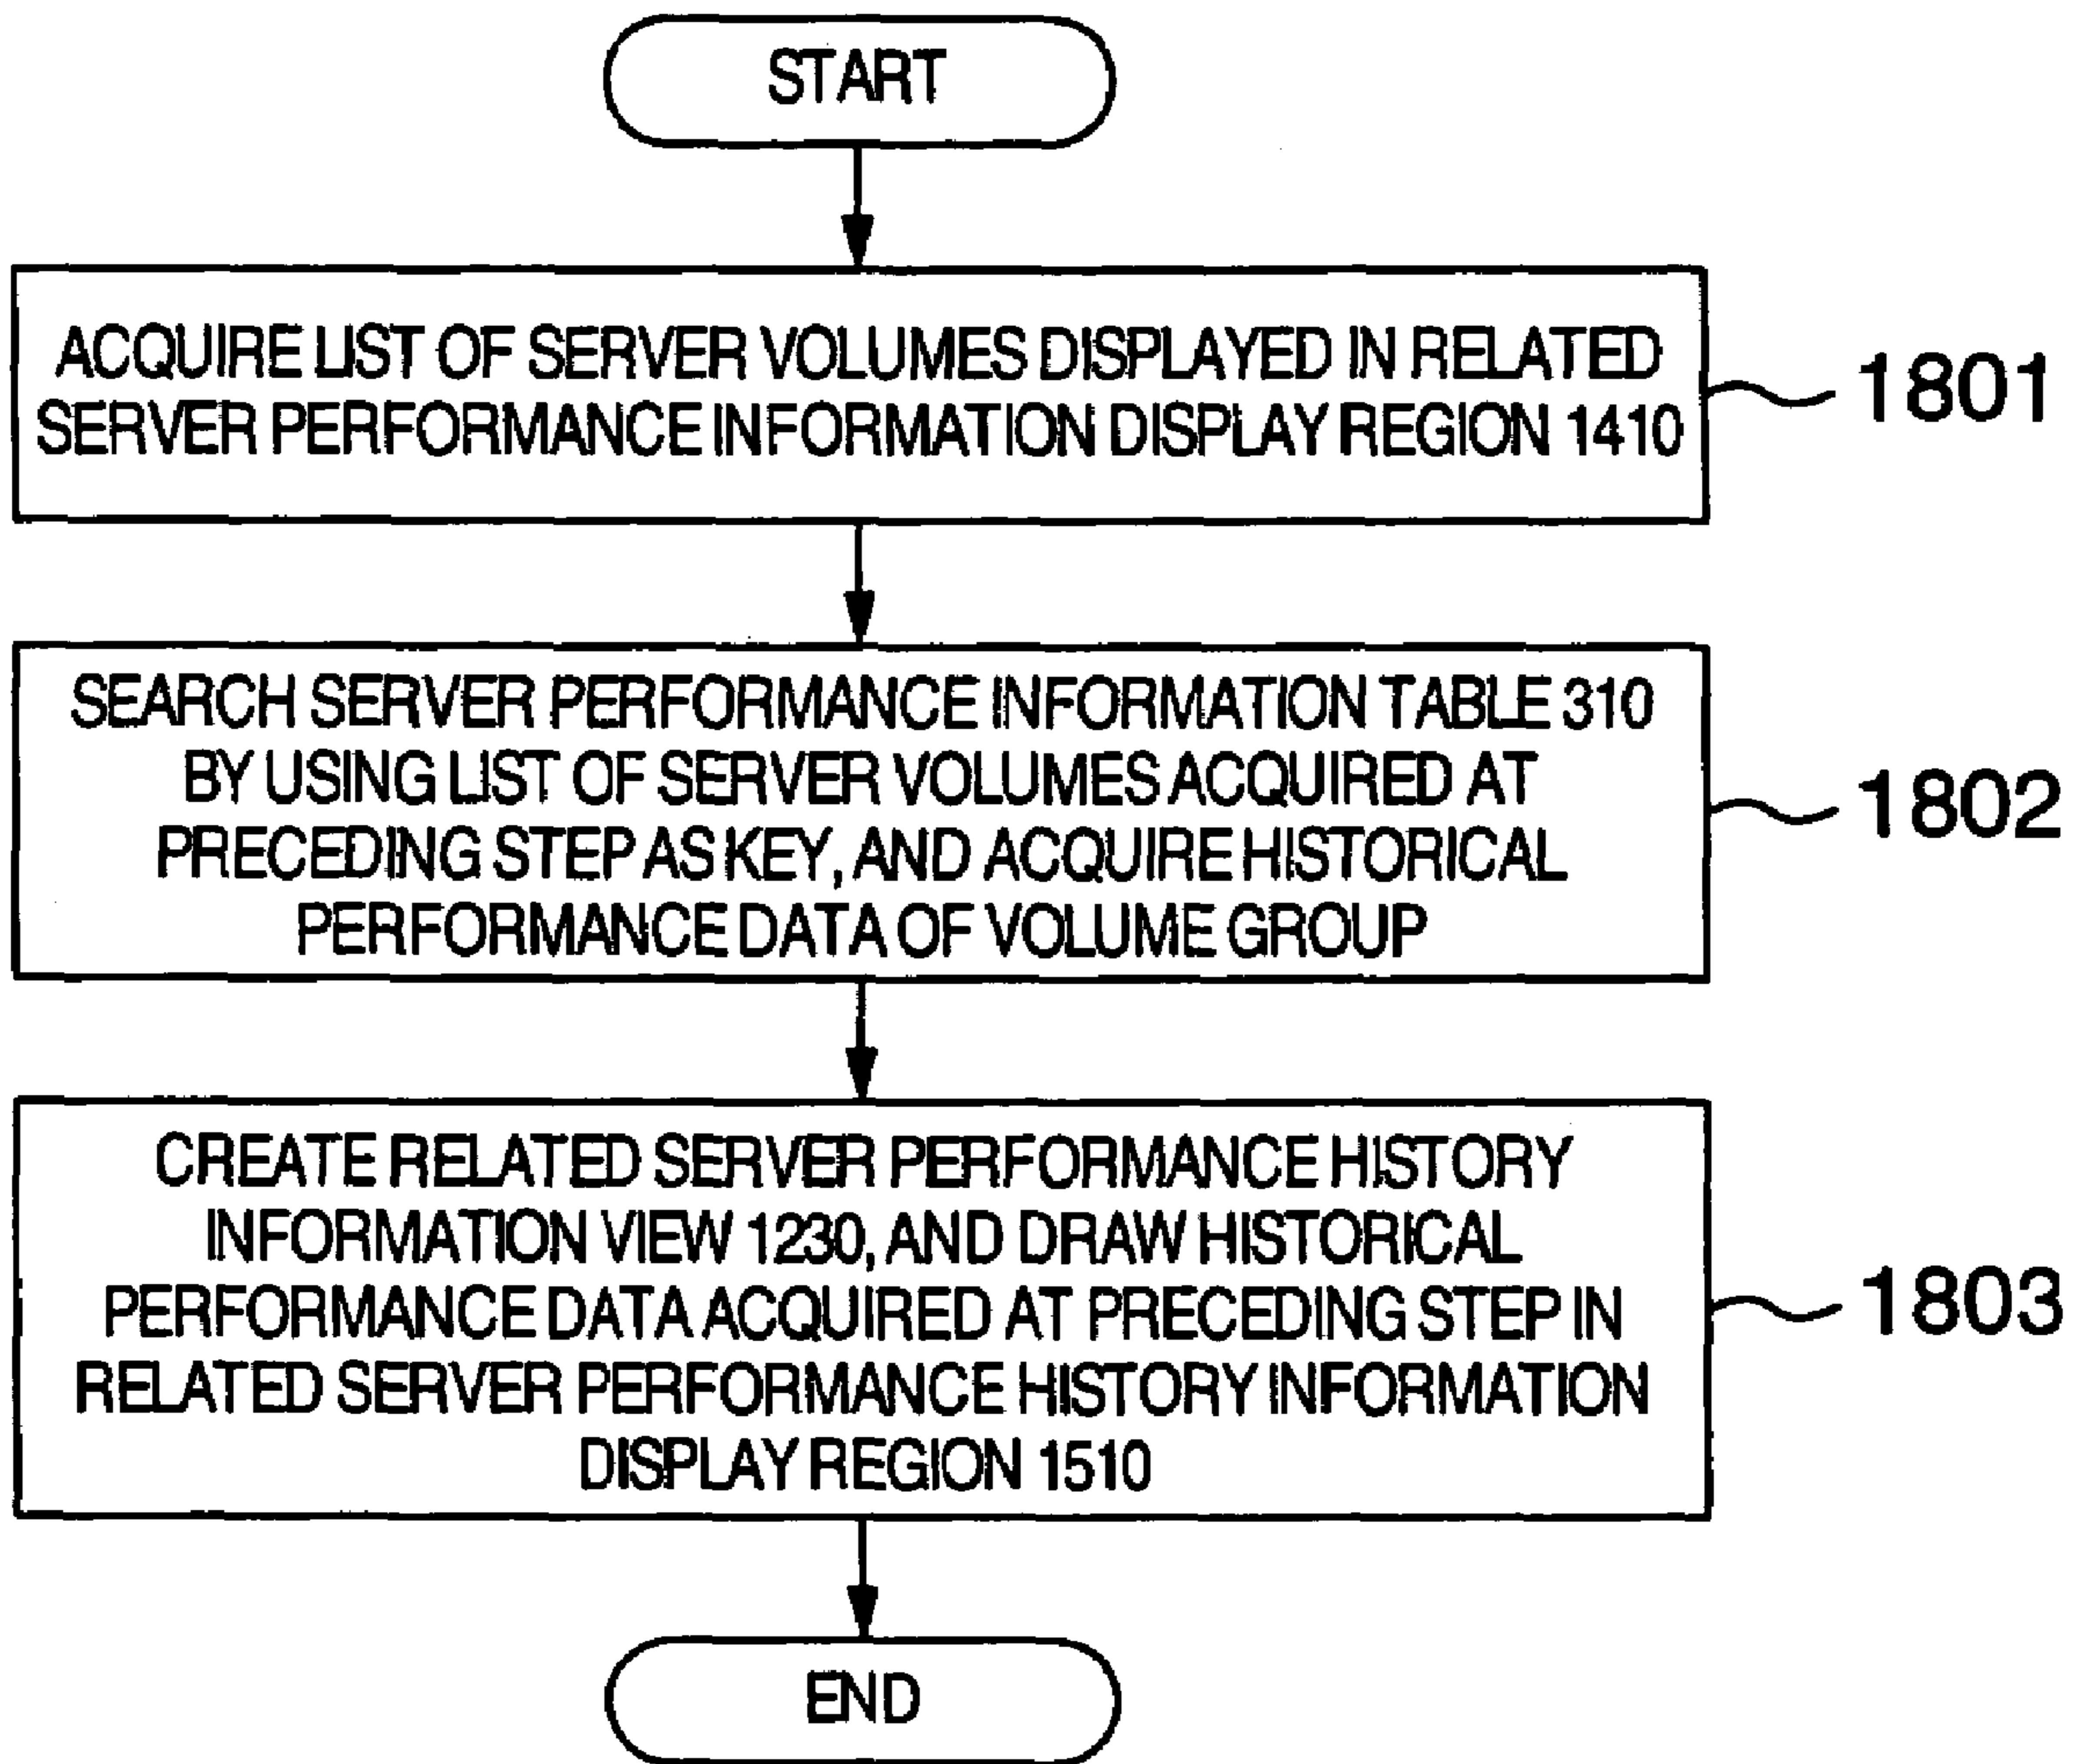 START
ACQUIRE LIST OF SERVER VOLUMES DISPLAYED IN RELATED
SERVER PERFORMANCE INFORMATION DISPLAY REGION 1410
1801
SEARCH SERVER PERFORMANCE INFORMATION TABLE 310
BY USING LIST OF SERVER VOLUMES ACQUIRED AT
PRECEDING STEP AS KEY, AND ACQUIRE HISTORICAL
PERFORMANCE DATA OF VOLUME GROUP
1802
CREATE RELATED SERVER PERFORMANCE HISTORY
INFORMATION VIEW 1230, AND DRAW HISTORICAL
PERFORMANCE DATA ACQUIRED AT PRECEDING STEP IN
RELATED SERVER PERFORMANCE HISTORY INFORMATION
DISPLAY REGION 1510
1803
END